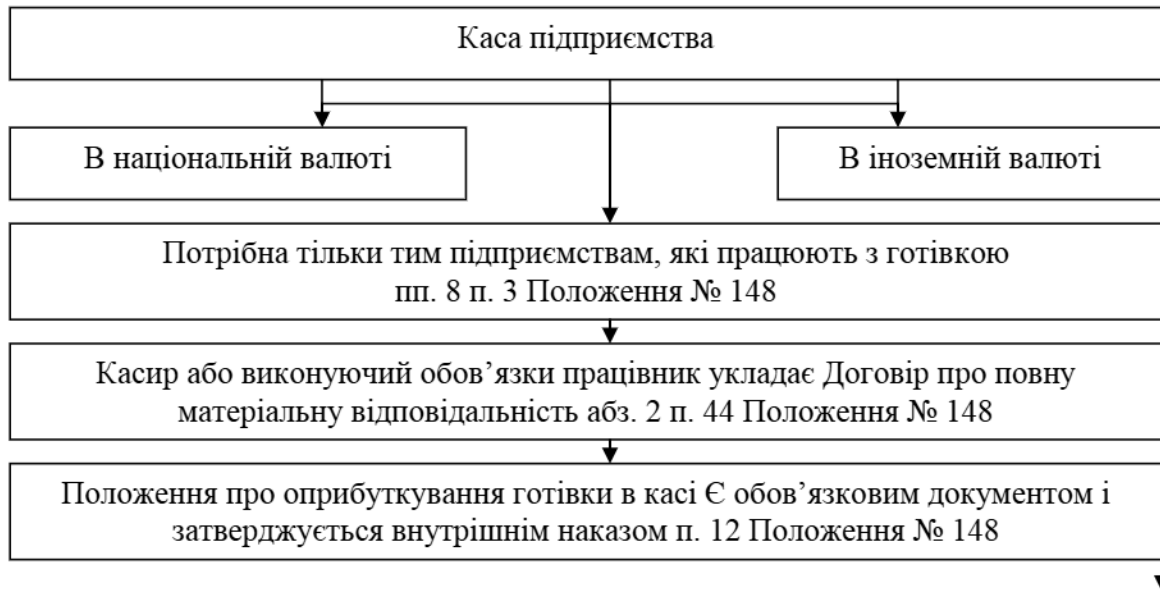 Каса підприємства
В національній валюті
В іноземній валюті
Потрібна тільки тим підприємствам, які працюють з готівкою
пп. 8 п. 3 Положення № 148
Касир або виконуючий обов’язки працівник укладає Договір про повну
матеріальну відповідальність абз. 2 п. 44 Положення № 148
Положення про оприбуткування готівки в касі Є обов’язковим документом і
затверджується внутрішнім наказом п. 12 Положення № 148